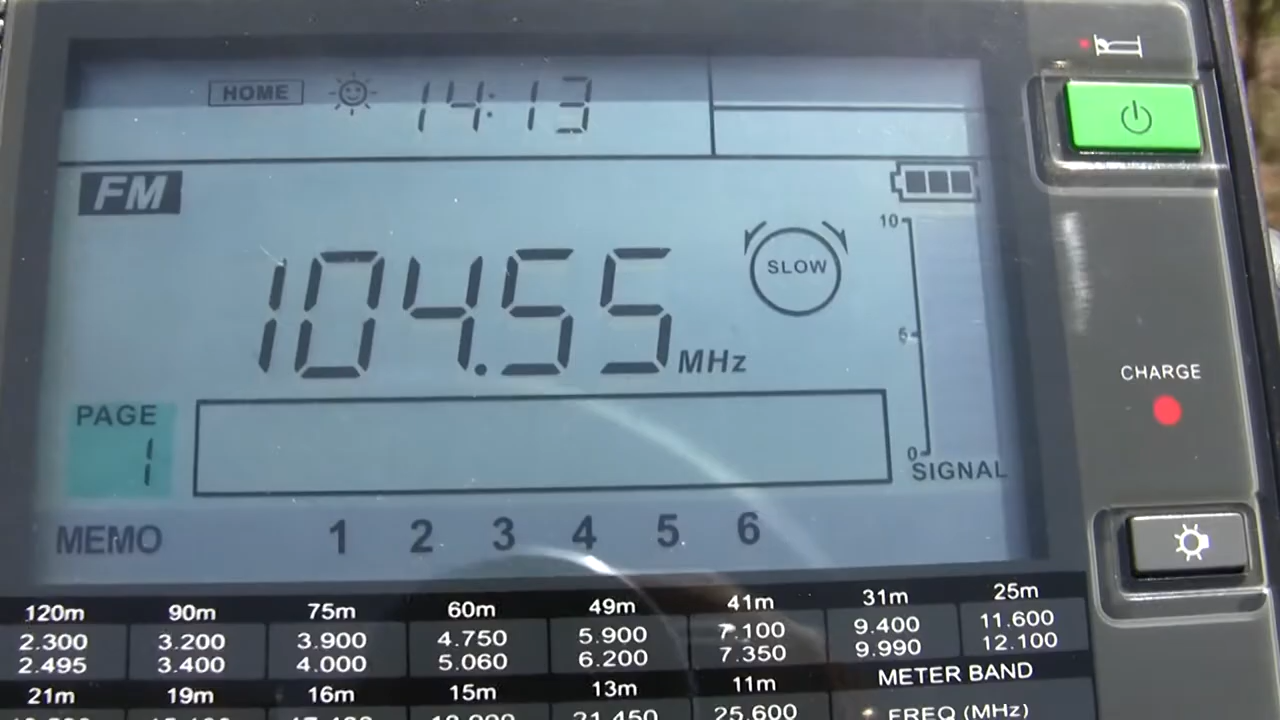 HOME 14:13
FM
104.55 MHz
SLOW
10
5
0
SIGNAL
CHARGE
PAGE
1
MEMO 1 2 3 4 5 6
120m 90m 75m 60m 49m 41m 31m 25m
2.300 3.200 3.900 4.750 5.900 7.100 9.400 11.600
2.495 3.400 4.000 5.060 6.200 7.350 9.990 12.100
21m 19m 16m 15m 13m 11m METER BAND
21.450 25.600 FREQ (MHz)